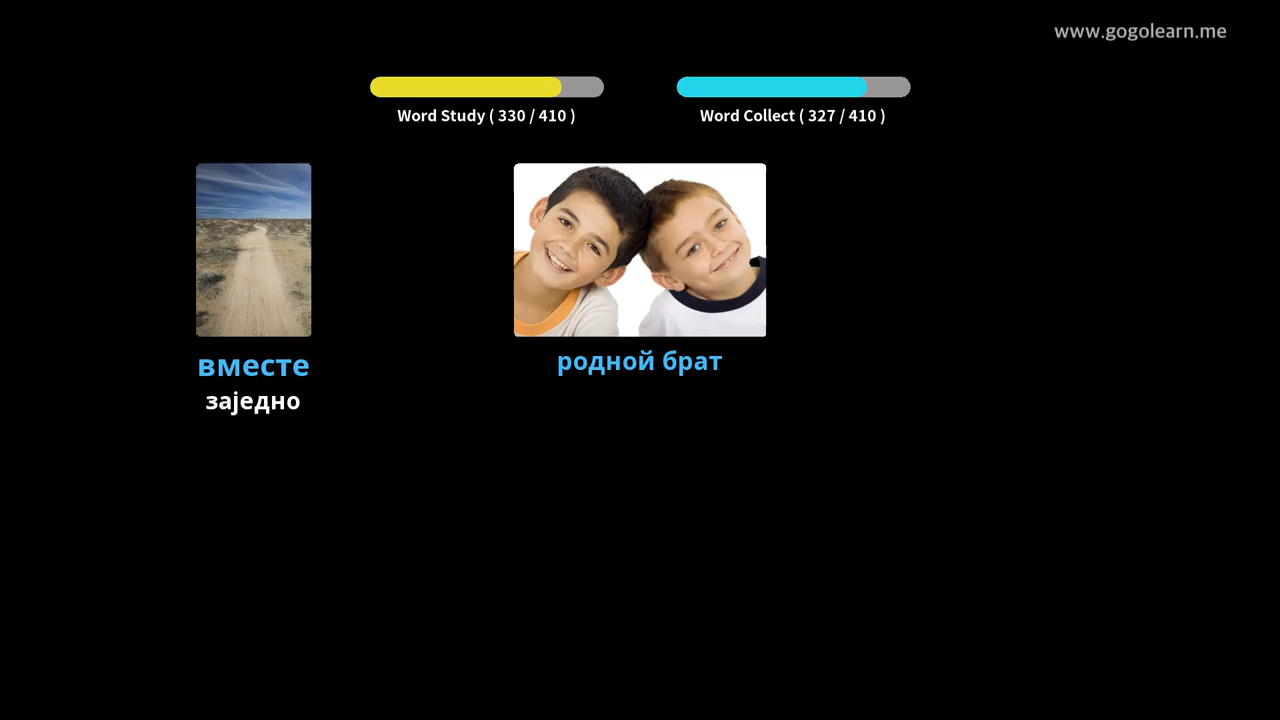 www.gogolearn.me
Word Study ( 330 / 410 )
Word Collect ( 327 / 410 )
вместе
заједно
родной брат